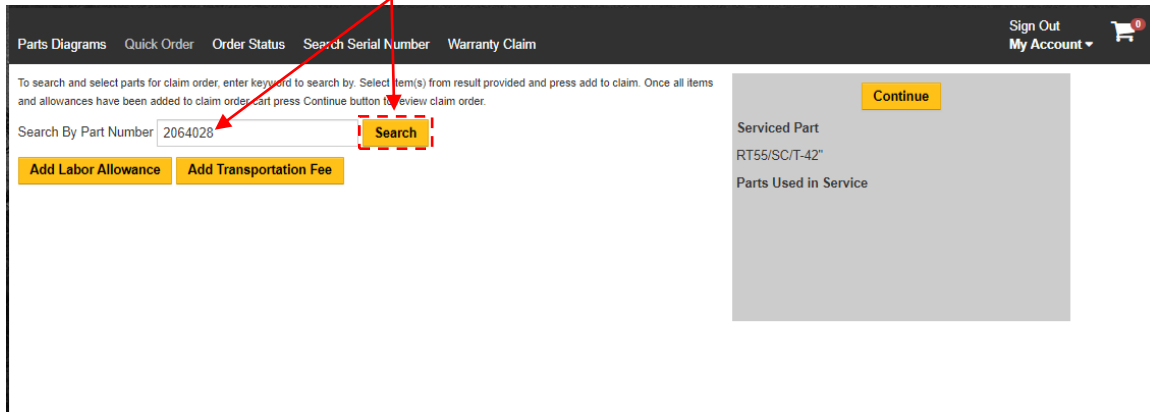 Sign Out
0
Parts Diagrams Quick Order Order Status Search Serial Number Warranty Claim
My Account
To search and select parts for claim order, enter keyword to search by. Select item(s) from result provided and press add to claim. Once all items
and allowances have been added to claim order cart press Continue button to review claim order.
Search By Part Number 2064028 Search
Add Labor Allowance Add Transportation Fee
Continue
Serviced Part
RT55/SC/T-42"
Parts Used in Service